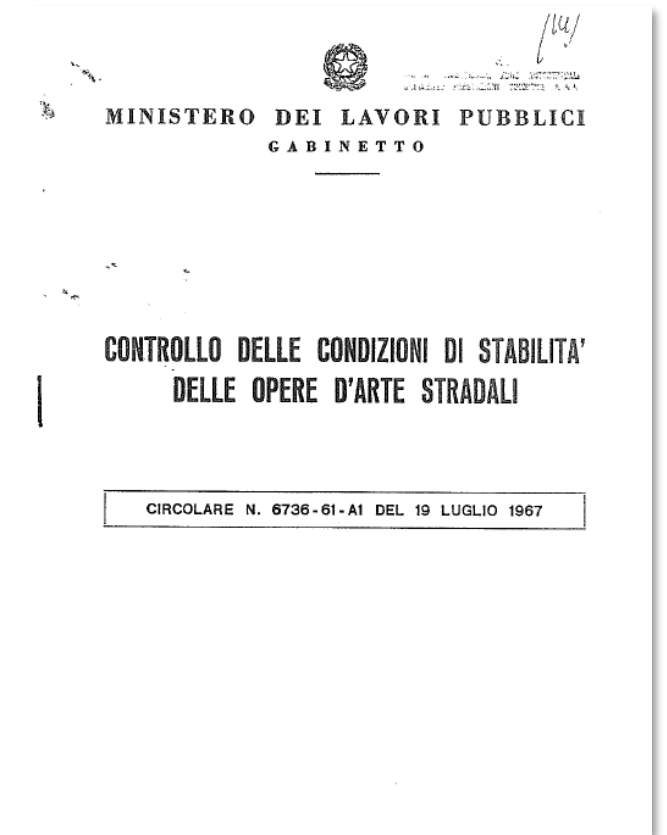 MINISTERO DEI LAVORI PUBBLICI
GABINETTO
CONTROLLO DELLE CONDIZIONI DI STABILITA'
DELLE OPERE D'ARTE STRADALI
CIRCOLARE N. 6736-61-A1 DEL 19 LUGLIO 1967